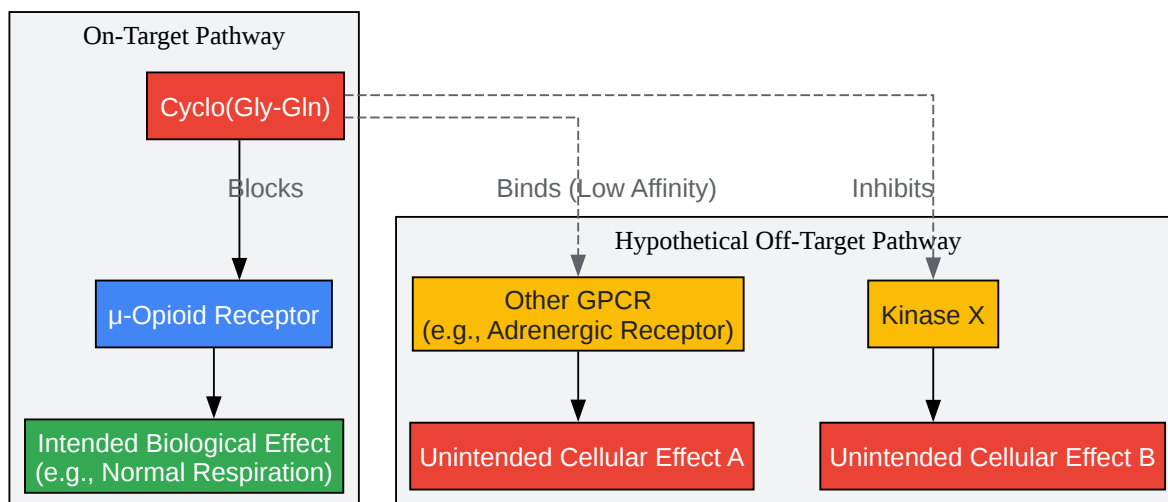 On-Target Pathway
Cyclo(Gly-Gln)
Blocks
Binds (Low Affinity)
Inhibits
Hypothetical Off-Target Pathway
μ-Opioid Receptor
Other GPCR
(e.g., Adrenergic Receptor)
Kinase X
Intended Biological Effect
(e.g., Normal Respiration)
Unintended Cellular Effect A
Unintended Cellular Effect B